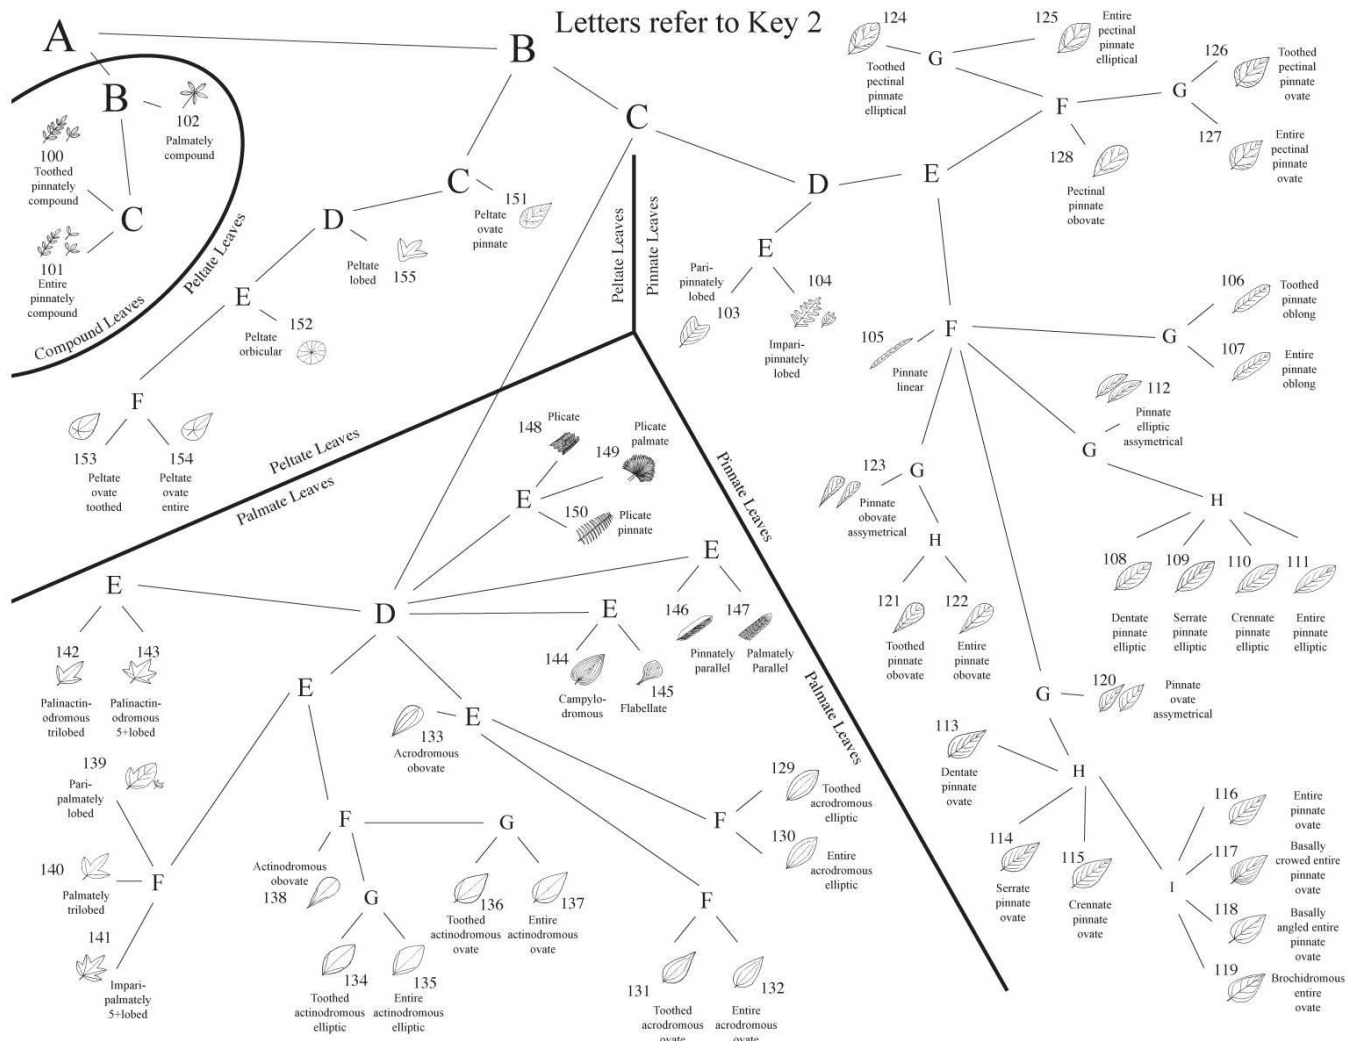 Letters refer to Key 2
A
B
B
102
Palmately
compound
100
Toothed
pinnately
compound
C
101
Entire
pinnately
compound
Compound Leaves
Peltate Leaves
C
C
151
Peltate
ovate
pinnate
D
Peltate
lobed
155
E
152
Peltate
orbicular
F
153
Peltate
ovate
toothed
154
Peltate
ovate
entire
Peltate Leaves
Palmate Leaves
Peltate Leaves
Pinnate Leaves
Pinnate Leaves
Palmate Leaves
D
E
Pari-
pinnately
lobed
103
104
Impari-
pinnately
lobed
E
124
Toothed
pectinal
pinnate
elliptical
G
125
Entire
pectinal
pinnate
elliptical
F
128
Pectinal
pinnate
obovate
G
126
Toothed
pectinal
pinnate
ovate
127
Entire
pectinal
pinnate
ovate
F
105
Pinnate
linear
G
106
Toothed
pinnate
oblong
107
Entire
pinnate
oblong
112
Pinnate
elliptic
assymetrical
G
H
108
Dentate
pinnate
elliptic
109
Serrate
pinnate
elliptic
110
Crennate
pinnate
elliptic
111
Entire
pinnate
elliptic
123
Pinnate
obovate
assymetrical
G
H
121
Toothed
pinnate
obovate
122
Entire
pinnate
obovate
G
120
Pinnate
ovate
assymetrical
H
113
Dentate
pinnate
ovate
114
Serrate
pinnate
ovate
115
Crennate
pinnate
ovate
I
116
Entire
pinnate
ovate
117
Basally
crowed entire
pinnate
ovate
118
Basally
angled entire
pinnate
ovate
119
Brochidromous
entire
ovate
D
E
148
Plicate
149
Plicate
palmate
150
Plicate
pinnate
E
146
Pinnately
parallel
147
Palmately
Parallel
E
144
Campylo-
dromous
145
Flabellate
E
142
Palinactin-
odromous
trilobed
143
Palinactin-
odromous
5+lobed
E
F
139
Pari-
palmately
lobed
140
Palmately
trilobed
141
Impari-
palmately
5+lobed
F
Actinodromous
obovate
138
G
134
Toothed
actinodromous
elliptic
135
Entire
actinodromous
elliptic
G
136
Toothed
actinodromous
ovate
137
Entire
actinodromous
ovate
E
133
Acrodromous
obovate
F
129
Toothed
acrodromous
elliptic
130
Entire
acrodromous
elliptic
F
131
Toothed
acrodromous
ovate
132
Entire
acrodromous
ovate